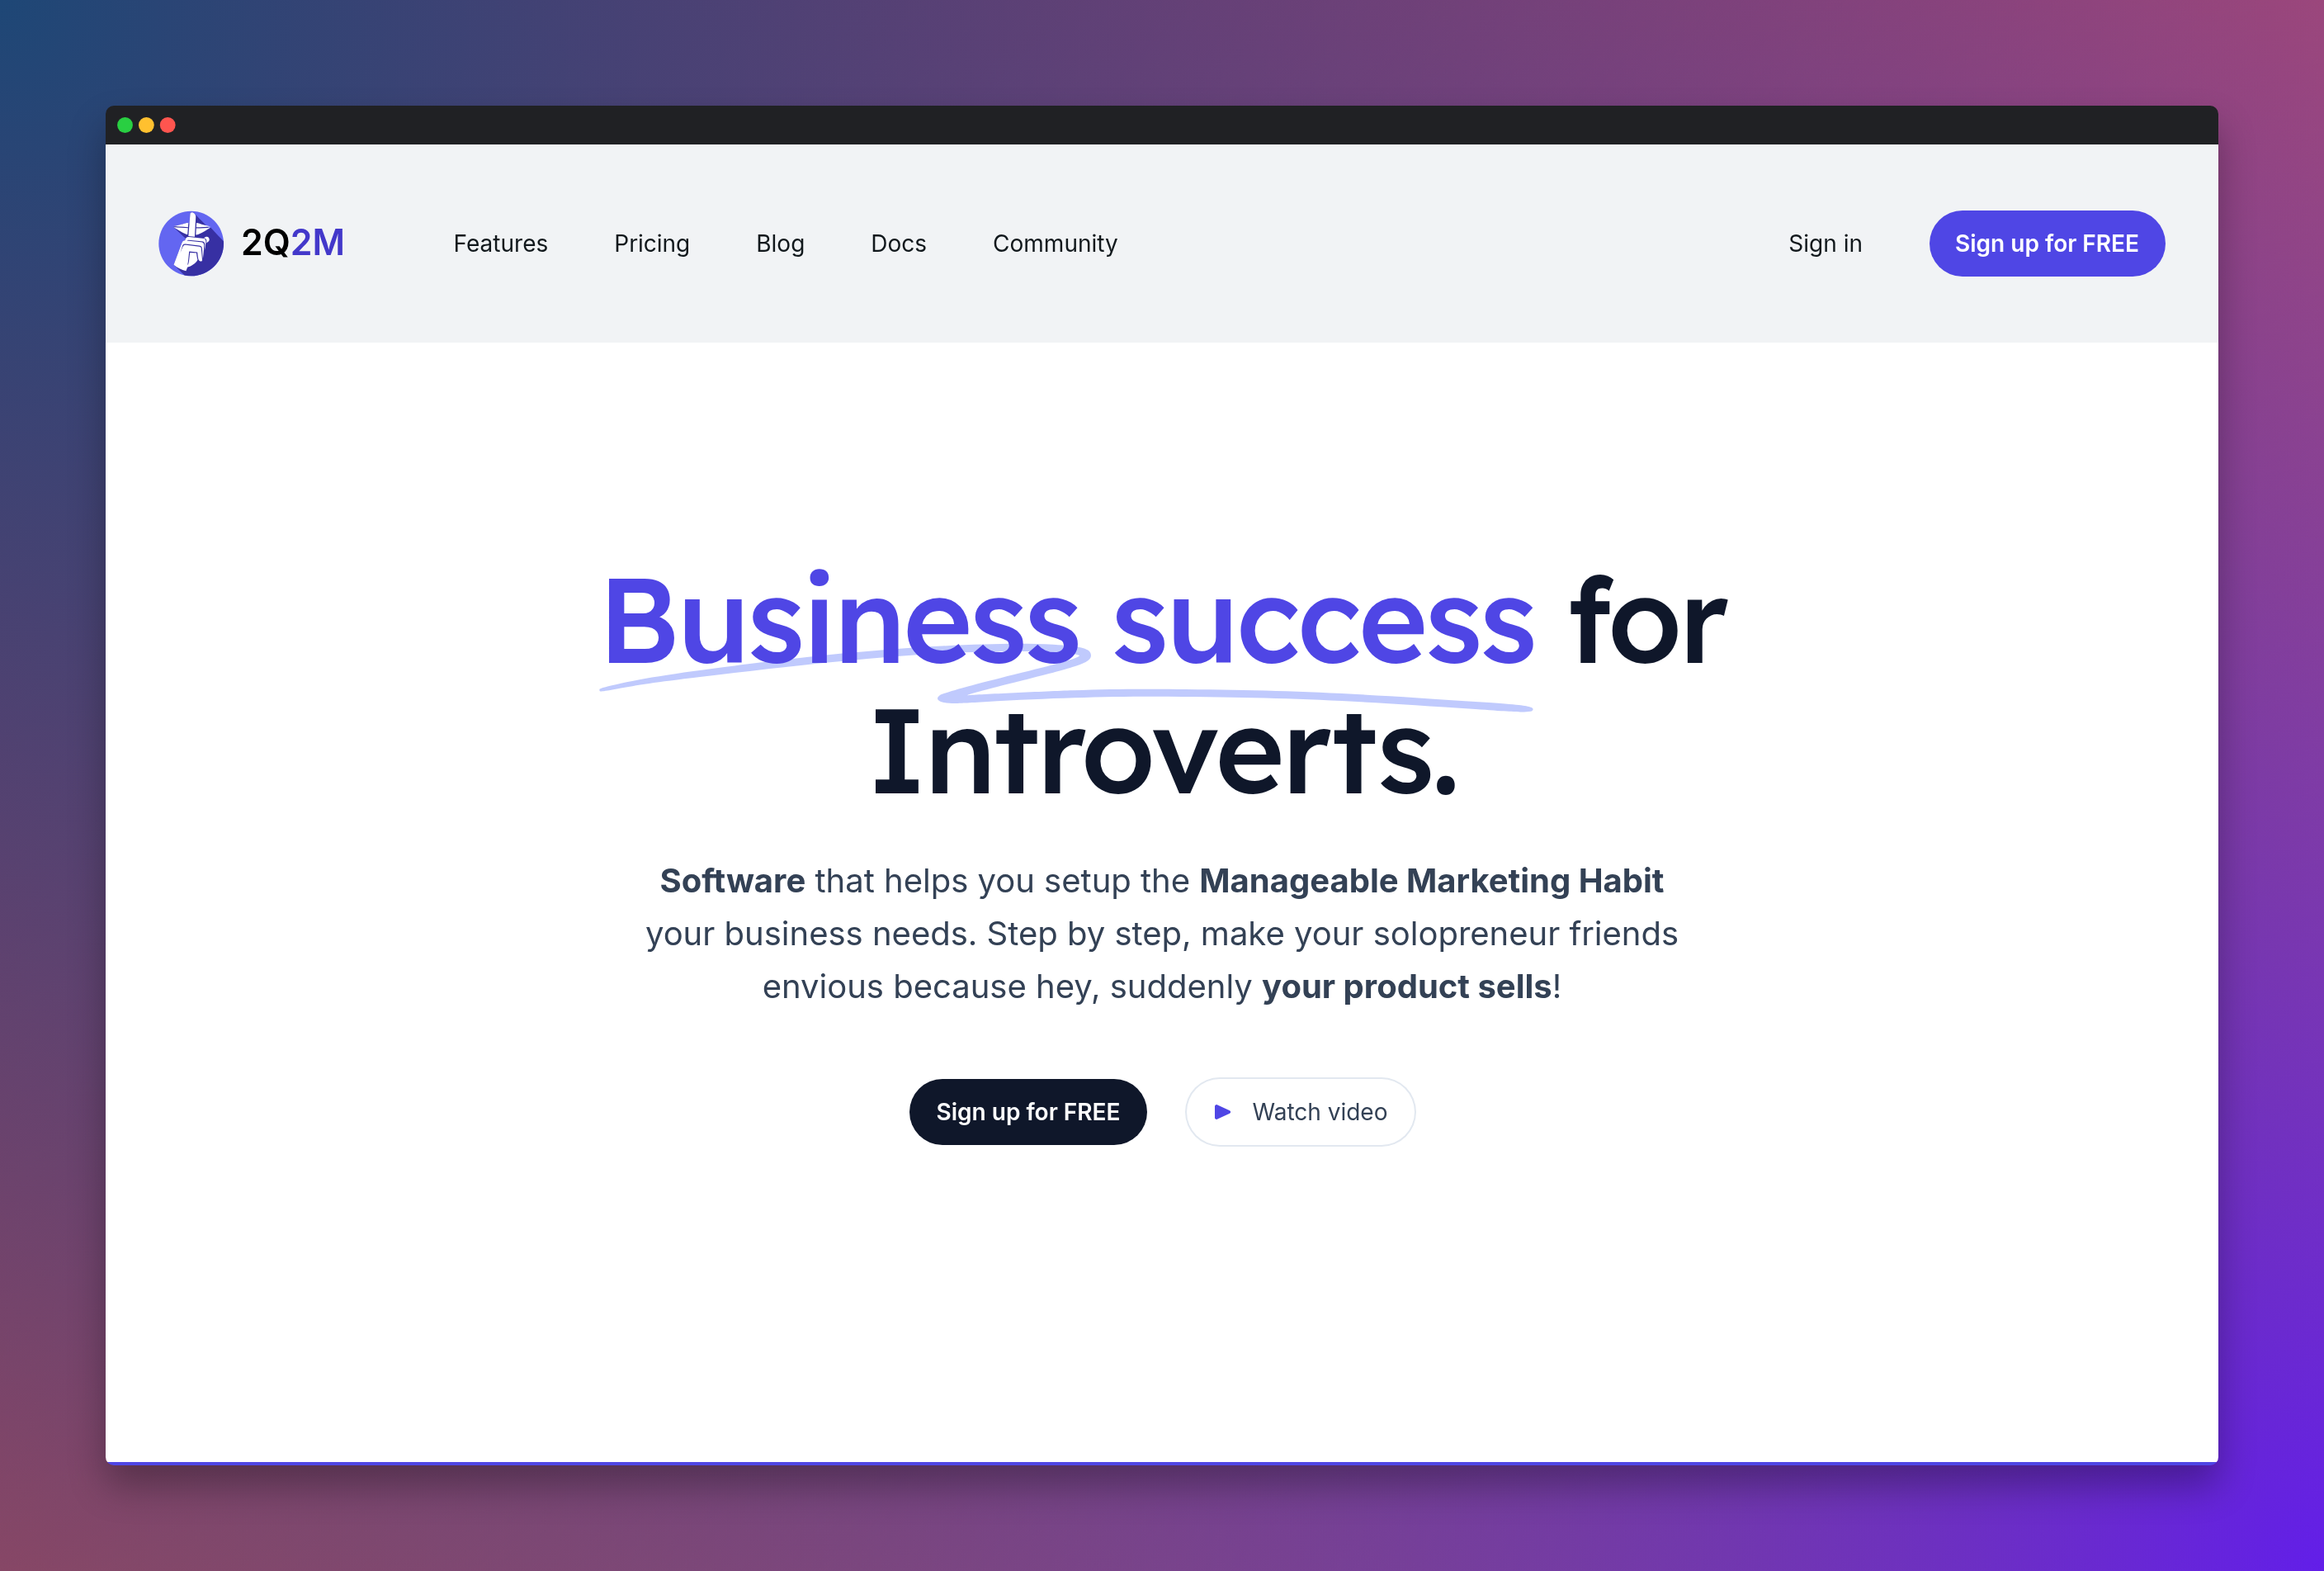 2Q2M
Features
Pricing
Blog
Docs
Community
Sign in
Sign up for FREE
Business success for
Introverts.
Software that helps you setup the Manageable Marketing Habit
your business needs. Step by step, make your solopreneur friends
envious because hey, suddenly your product sells!
Sign up for FREE
Watch video